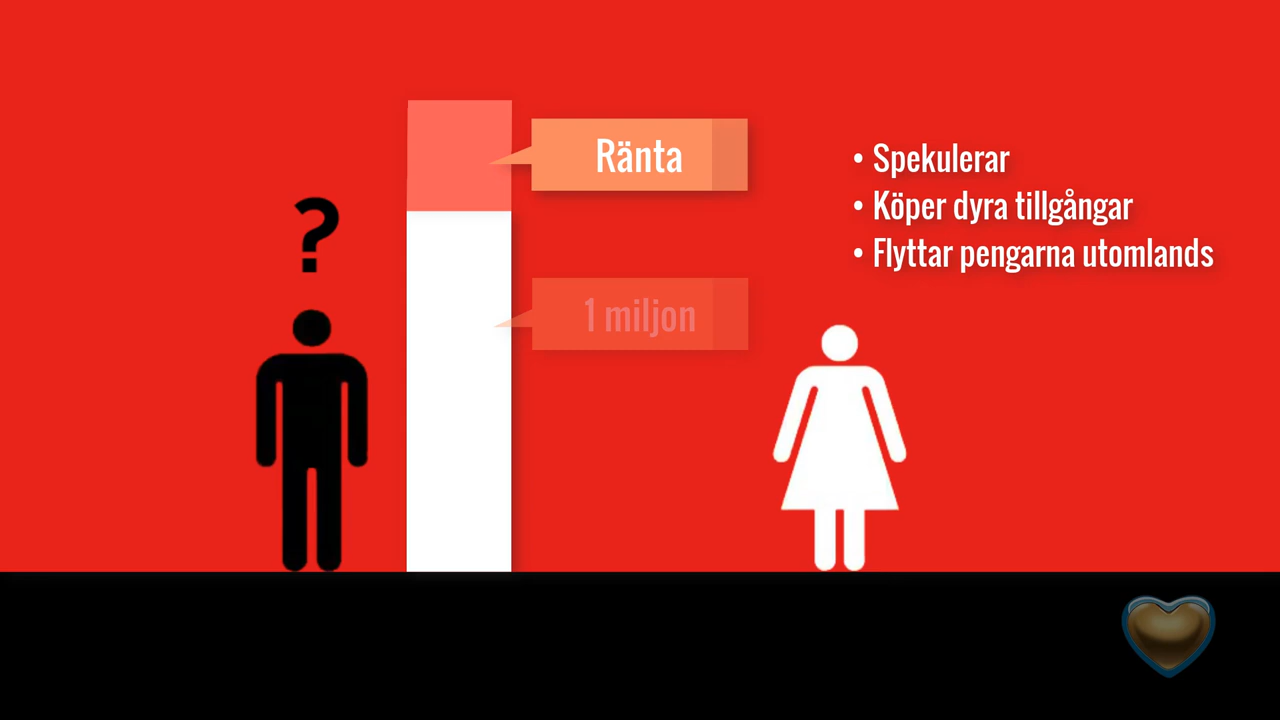 Ränta
• Spekulerar
• Köper dyra tillgångar
• Flyttar pengarna utomlands
?
1 miljon